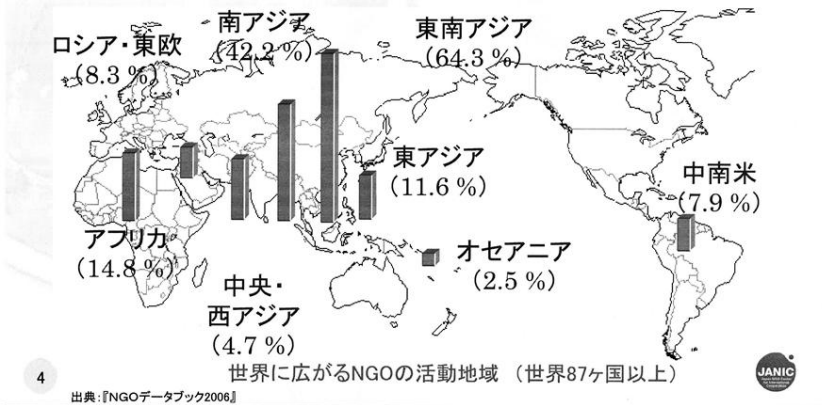 南アジア
(42.2 %)
東南アジア
(64.3 %)
ロシア・東欧
(8.3 %)
東アジア
(11.6 %)
中南米
(7.9 %)
アフリカ
(14.8 %)
オセアニア
(2.5 %)
中央・
西アジア
(4.7 %)
世界に広がるNGOの活動地域 (世界87ヶ国以上)
4
JANIC
出典:『NGOデータブック2006』